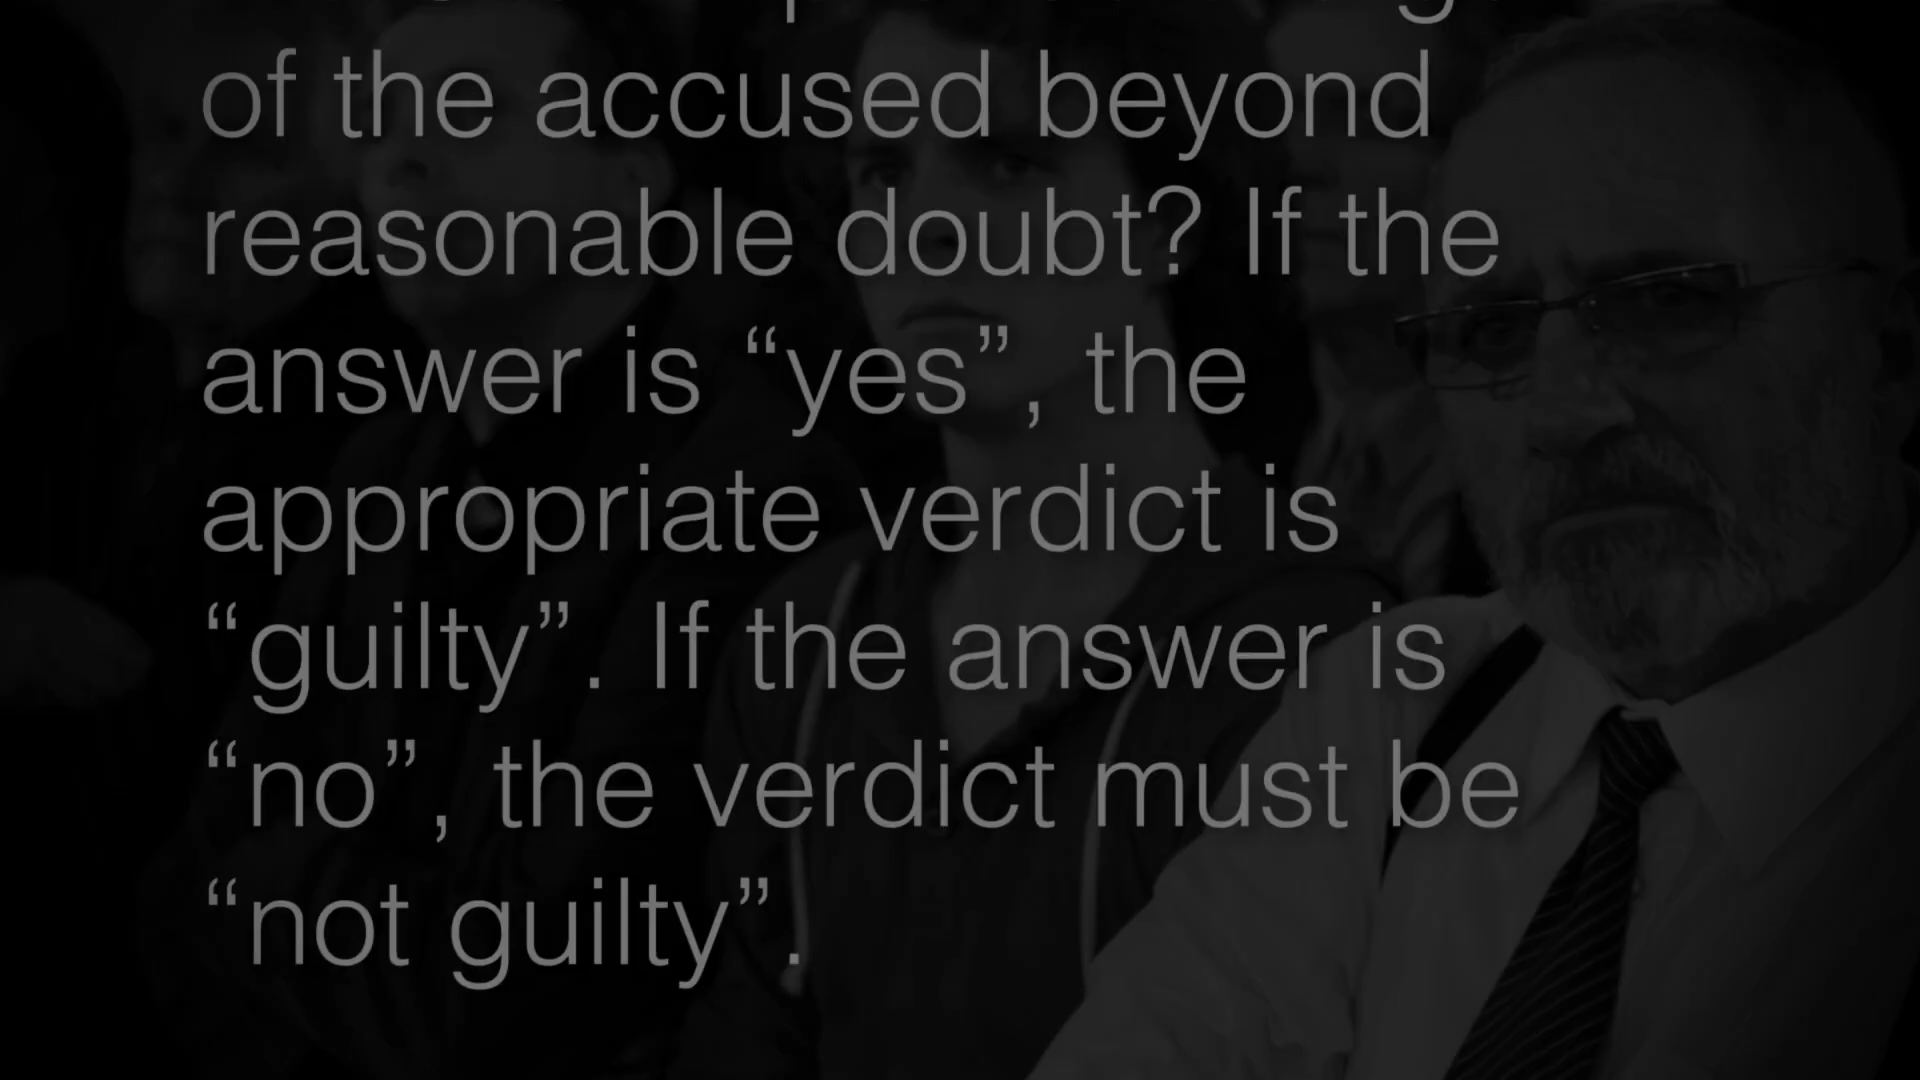 of the accused beyond
reasonable doubt? If the
answer is “y”es”, the
appropriate verdict is
“guilty”. If the answer is
“no”, the verdict must be
“not guilty”.